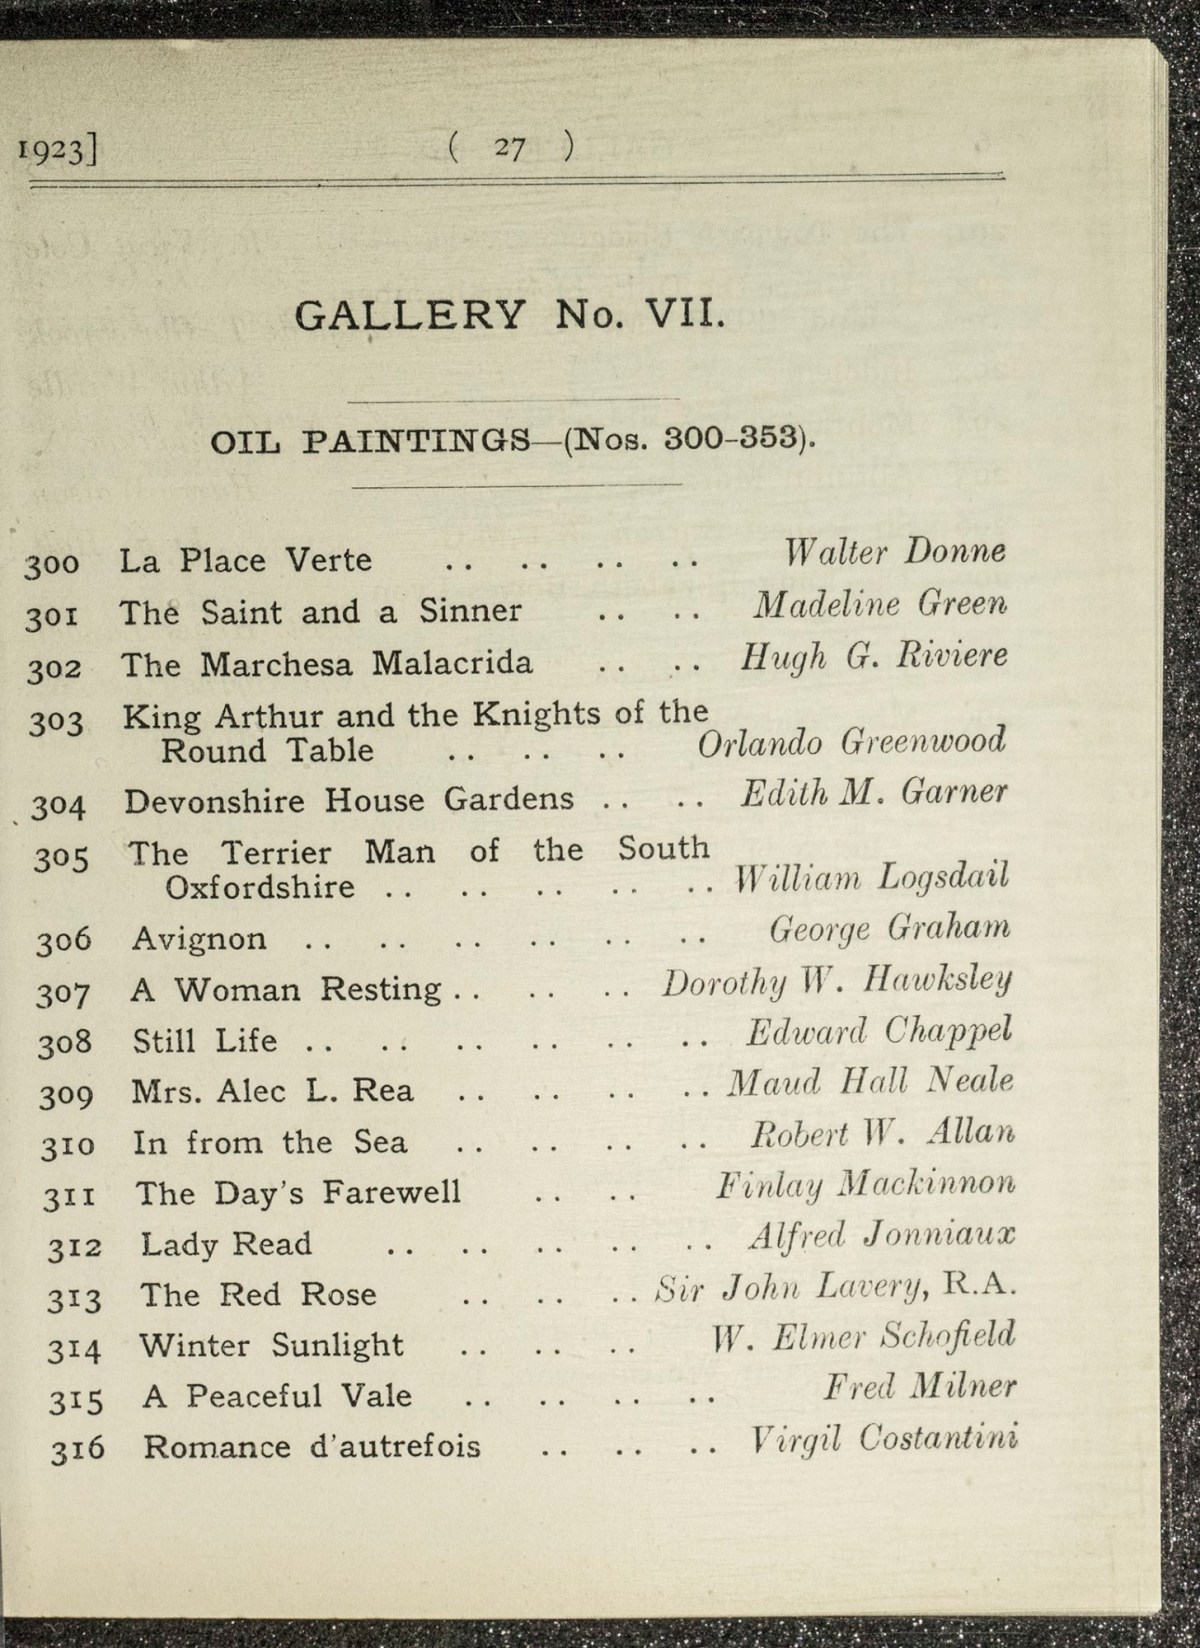 1923] ( 27 )
GALLERY No. VII.
OIL PAINTINGS—(Nos. 300-353).
300 La Place Verte .. .. .. .. Walter Donne
301 The Saint and a Sinner .. .. Madeline Green
302 The Marchesa Malacrida .. .. Hugh G. Riviere
303 King Arthur and the Knights of the
Round Table .. .. .. Orlando Greenwood
304 Devonshire House Gardens .. .. Edith M. Garner
305 The Terrier Man of the South
Oxfordshire .. .. .. .. .. William Logsdail
306 Avignon .. .. .. .. .. .. George Graham
307 A Woman Resting .. .. .. Dorothy W. Hawksley
308 Still Life .. .. .. .. .. .. Edward Chappel
309 Mrs. Alec L. Rea .. .. .. .. Maud Hall Neale
310 In from the Sea .. .. .. .. Robert W. Allan
311 The Day's Farewell .. .. Finlay Mackinnon
312 Lady Read .. .. .. .. .. Alfred Jonniaux
313 The Red Rose .. .. .. Sir John Lavery, R.A.
314 Winter Sunlight .. .. .. W. Elmer Schofield
315 A Peaceful Vale .. .. .. .. Fred Milner
316 Romance d'autrefois .. .. .. Virgil Costantini